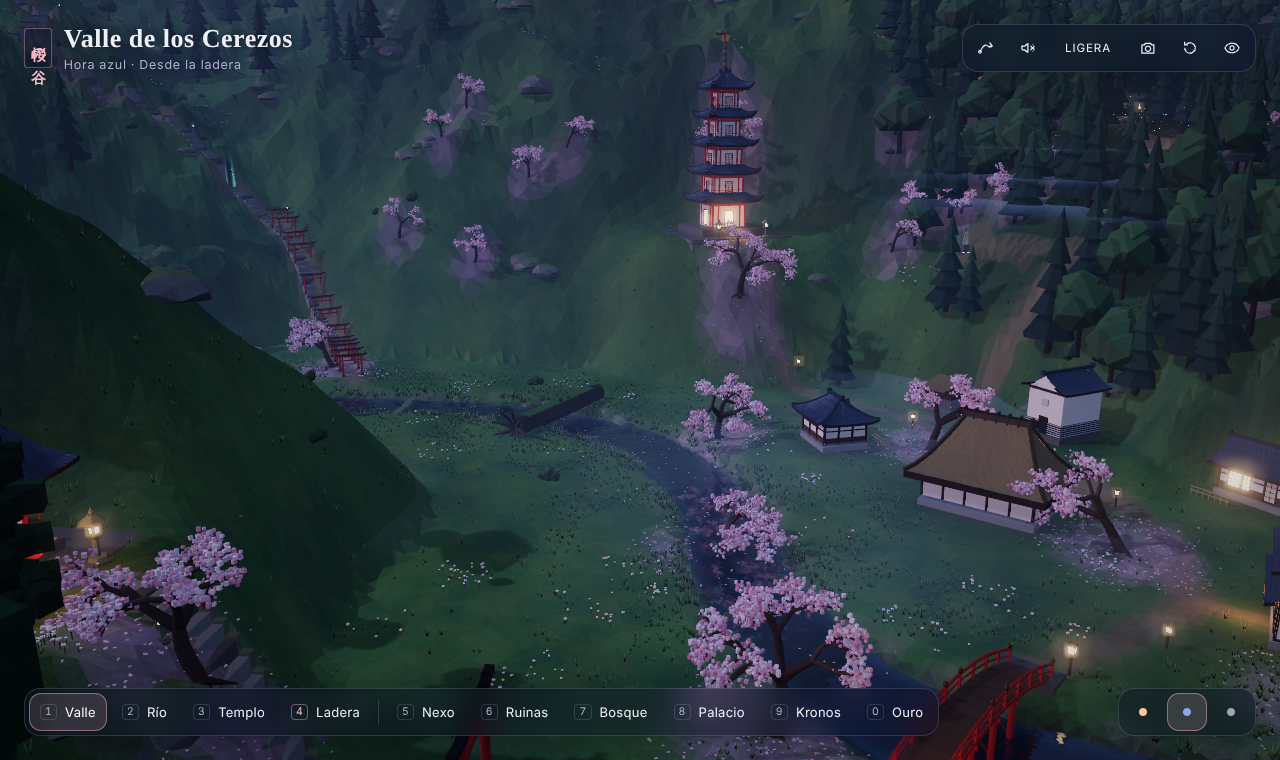 Valle de los Cerezos
Hora azul · Desde la ladera
谷
LIGERA
1 Valle
2 Río
3 Templo
4 Ladera
5 Nexo
6 Ruinas
7 Bosque
8 Palacio
9 Kronos
0 Ouro